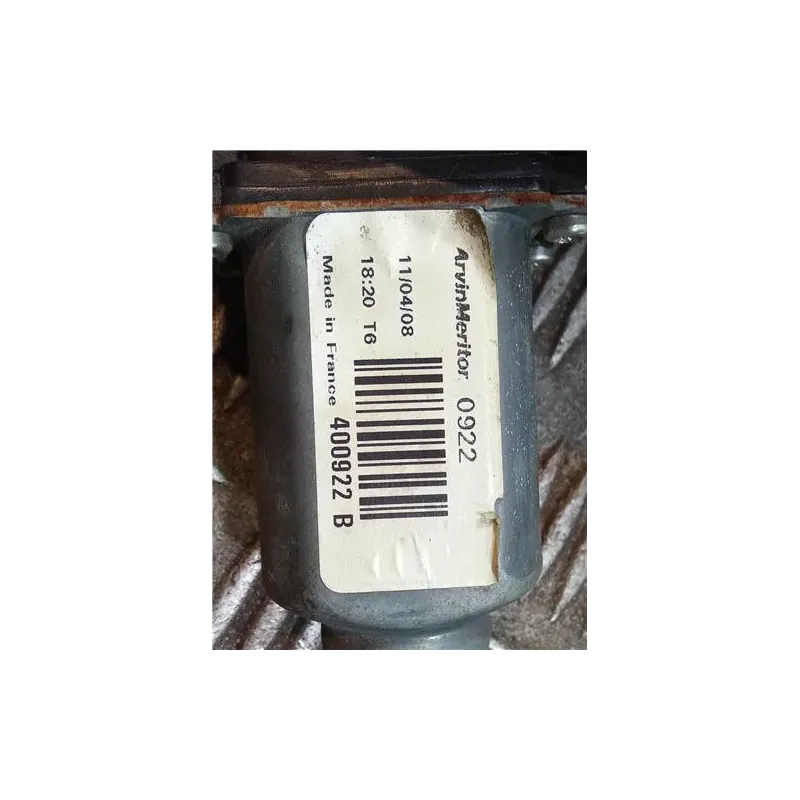 ArvinMeritor 0922
11/04/08
18:20 T6
Made in France 400922 B